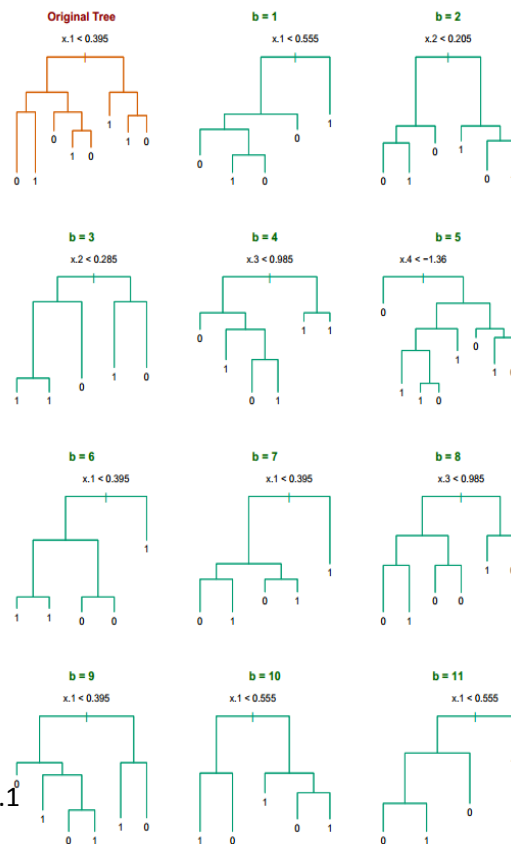 Original Tree
x.1 < 0.395
1
0
1 0
1 0
0 1
b = 1
x.1 < 0.555
1
0
0
1 0
b = 2
x.2 < 0.205
1
0
0
0 1
b = 3
x.2 < 0.285
1 0
0
1 1
b = 4
x.3 < 0.985
1 1
0
1
0 1
b = 5
x.4 < −1.36
0
0
1
1
1
1 0
b = 6
x.1 < 0.395
1
1 1 0 0
b = 7
x.1 < 0.395
1
0 1
0 1
b = 8
x.3 < 0.985
1
0 0
0 1
b = 9
x.1 < 0.395
0
.1
1
1 0
0 1
b = 10
x.1 < 0.555
1
0 1
1 0
b = 11
x.1 < 0.555
0
0 1